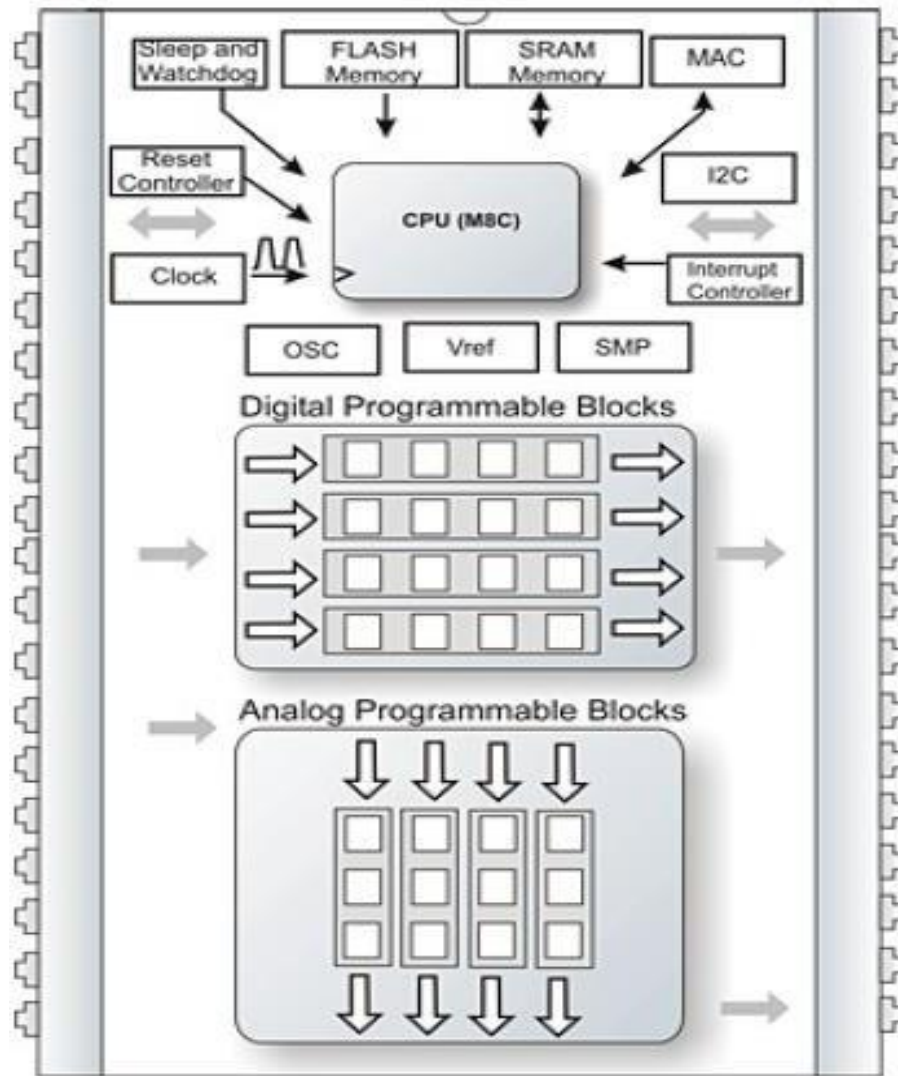 Sleep and
Watchdog
FLASH
Memory
SRAM
Memory
MAC
Reset
Controller
I2C
CPU (M8C)
Clock
Interrupt
Controller
OSC
Vref
SMP
Digital Programmable Blocks
Analog Programmable Blocks